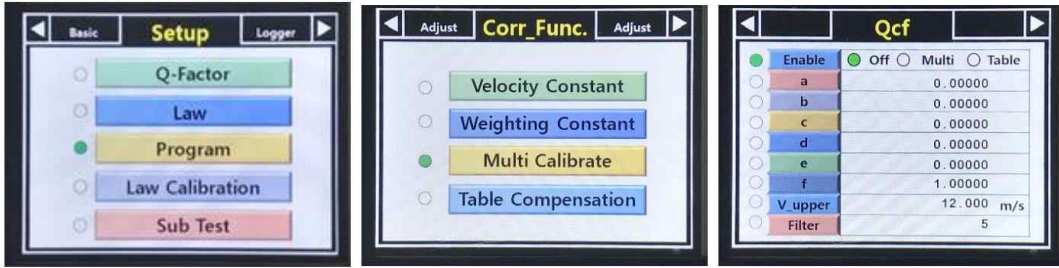 Basic Setup Logger
Q-Factor
Law
Program
Law Calibration
Sub Test
Adjust Corr_Func. Adjust
Velocity Constant
Weighting Constant
Multi Calibrate
Table Compensation
Qcf
Enable Off Multi Table
a 0.00000
b 0.00000
c 0.00000
d 0.00000
e 0.00000
f 1.00000
V_upper 12.000 m/s
Filter 5